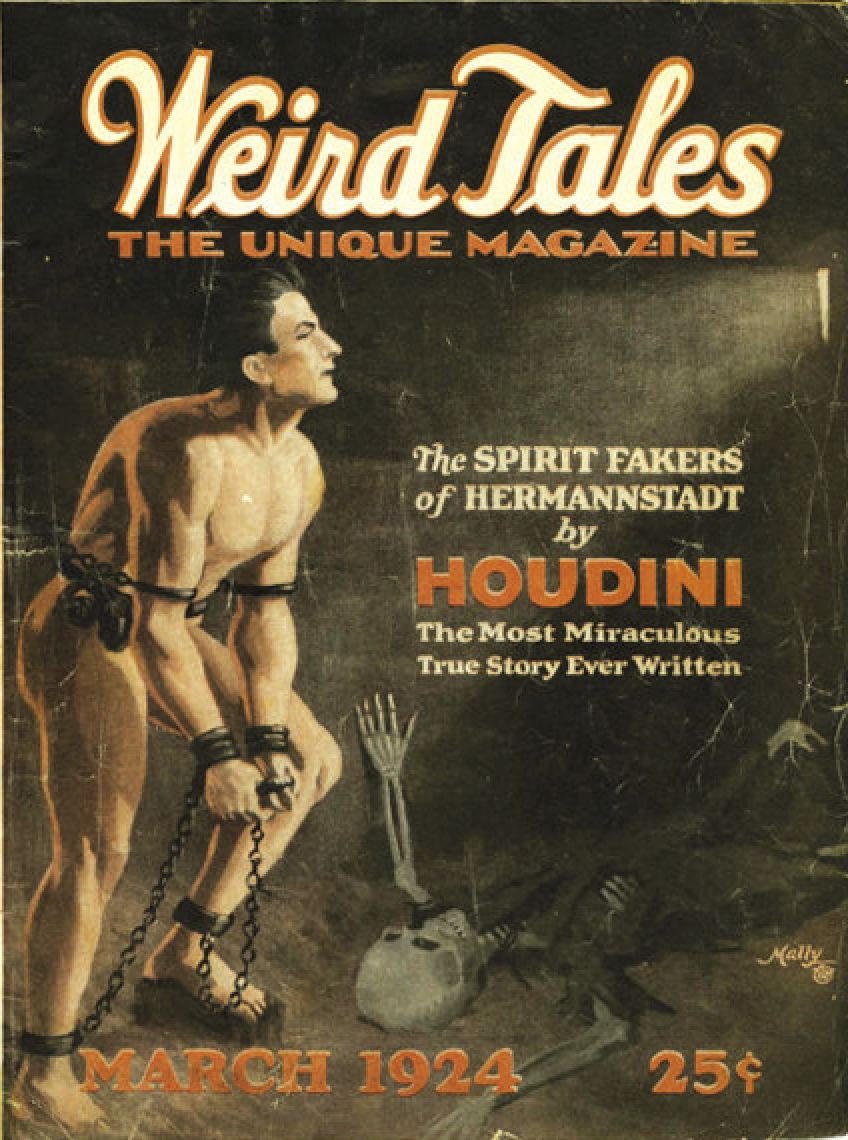 Weird Tales
THE UNIQUE MAGAZINE
The SPIRIT FAKERS
of HERMANNSTADT
by
HOUDINI
The Most Miraculous
True Story Ever Written
Mally
MARCH 1924 25¢